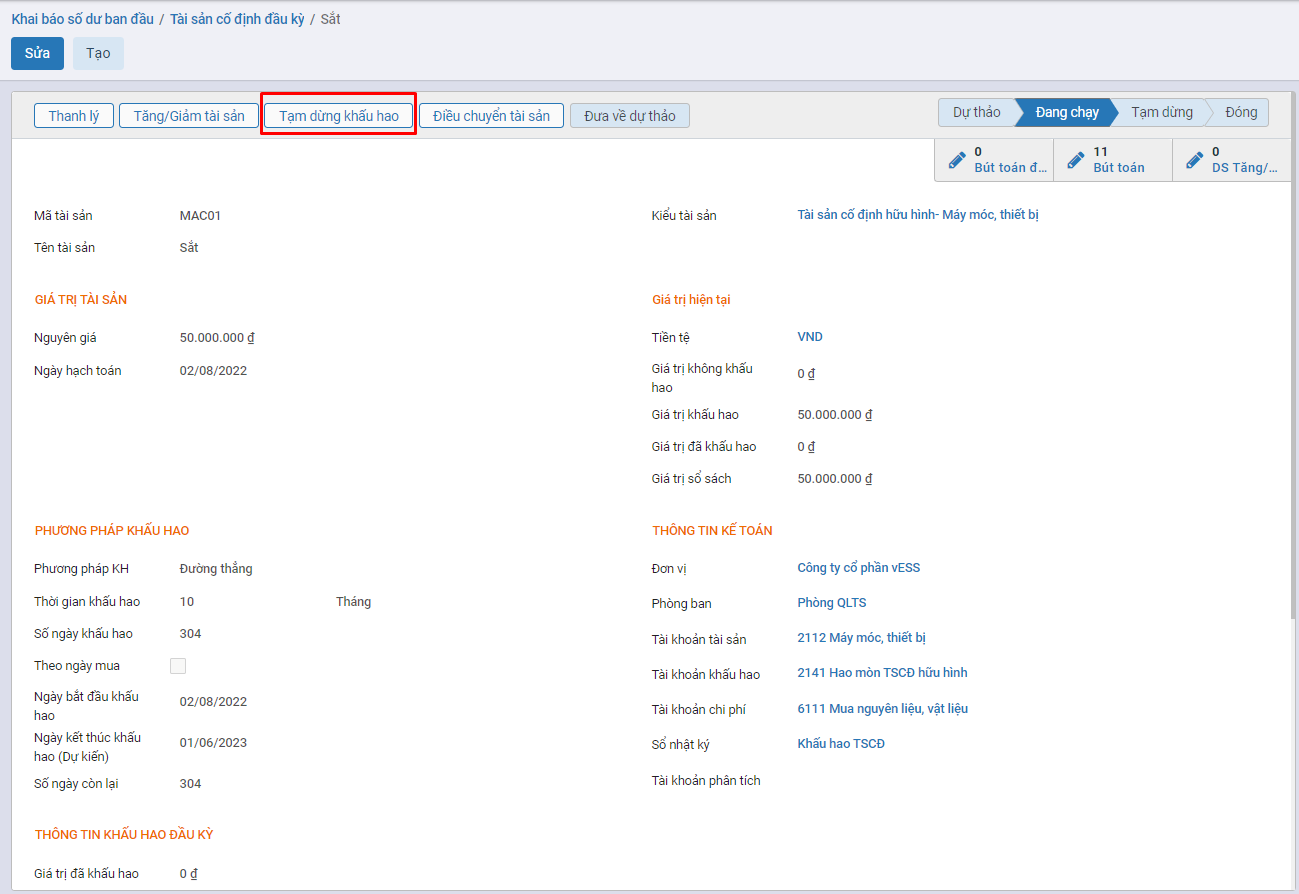 Khai báo số dư ban đầu / Tài sản cố định đầu kỳ / Sắt
Sửa Tạo
Thanh lý Tăng/Giảm tài sản Tạm dừng khấu hao Điều chuyển tài sản Đưa về dự thảo Dự thảo Đang chạy Tạm dừng Đóng
0 11 0
Bút toán đ... Bút toán DS Tăng/...
Mã tài sản MAC01 Kiểu tài sản Tài sản cố định hữu hình- Máy móc, thiết bị
Tên tài sản Sắt
GIÁ TRỊ TÀI SẢN Giá trị hiện tại
Nguyên giá 50.000.000 ₫ Tiền tệ VND
Ngày hạch toán 02/08/2022 Giá trị không khấu
hao 0 ₫
Giá trị khấu hao 50.000.000 ₫
Giá trị đã khấu hao 0 ₫
Giá trị sổ sách 50.000.000 ₫
PHƯƠNG PHÁP KHẤU HAO THÔNG TIN KẾ TOÁN
Phương pháp KH Đường thẳng Đơn vị Công ty cổ phần vESS
Thời gian khấu hao 10 Tháng Phòng ban Phòng QLTS
Số ngày khấu hao 304 Tài khoản tài sản 2112 Máy móc, thiết bị
Theo ngày mua Tài khoản khấu hao 2141 Hao mòn TSCĐ hữu hình
Ngày bắt đầu khấu
hao 02/08/2022 Tài khoản chi phí 6111 Mua nguyên liệu, vật liệu
Ngày kết thúc khấu
hao (Dự kiến) 01/06/2023 Sổ nhật ký Khấu hao TSCĐ
Số ngày còn lại 304 Tài khoản phân tích
THÔNG TIN KHẤU HAO ĐẦU KỲ
Giá trị đã khấu hao 0 ₫